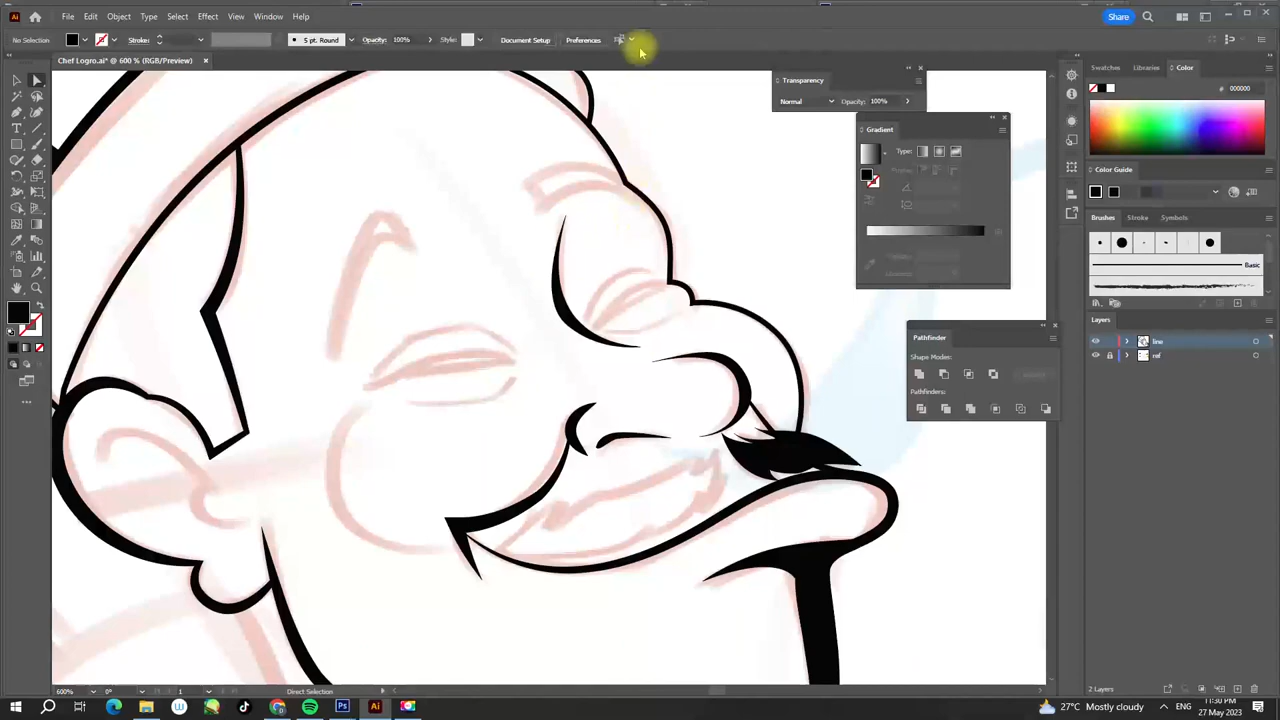 File Edit Object Type Select Effect View Window Help
Share
No Selection
Stroke:
5 pt. Round
Opacity: 100%
Style:
Document Setup
Preferences
Chef Logro.ai* @ 600 % (RGB/Preview)
Transparency
Normal
Opacity: 100%
Gradient
Type:
Swatches Libraries Color
000000
Color Guide
Brushes Stroke Symbols
Basic
Layers
line
ref
Pathfinder
Shape Modes:
Pathfinders:
600%
0°
1
Direct Selection
2 Layers
27°C Mostly cloudy
ENG
11:30 PM
27 May 2023